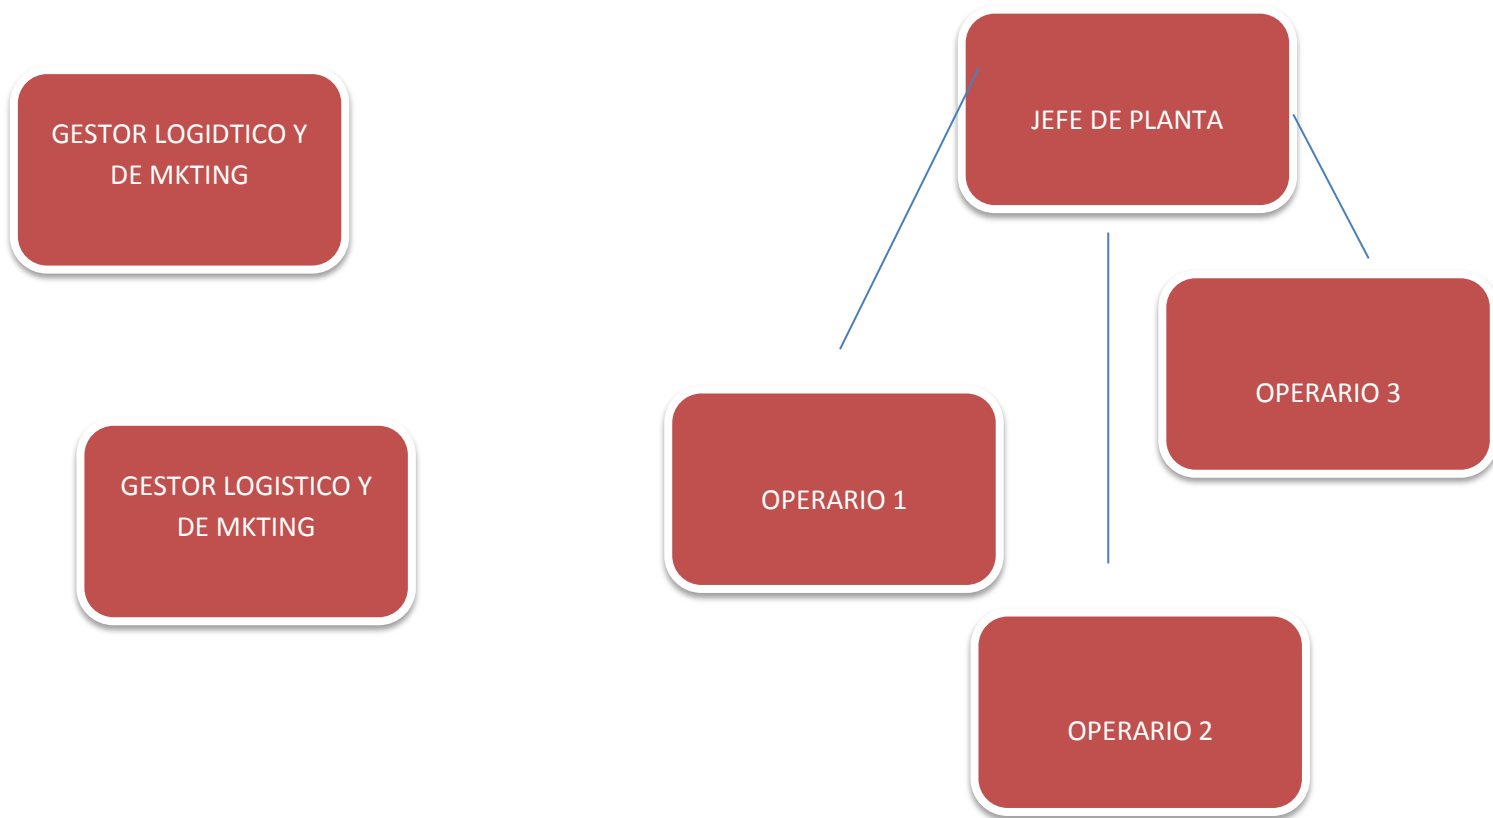 GESTOR LOGIDTICO Y
DE MKTING
JEFE DE PLANTA
OPERARIO 3
GESTOR LOGISTICO Y
DE MKTING
OPERARIO 1
OPERARIO 2